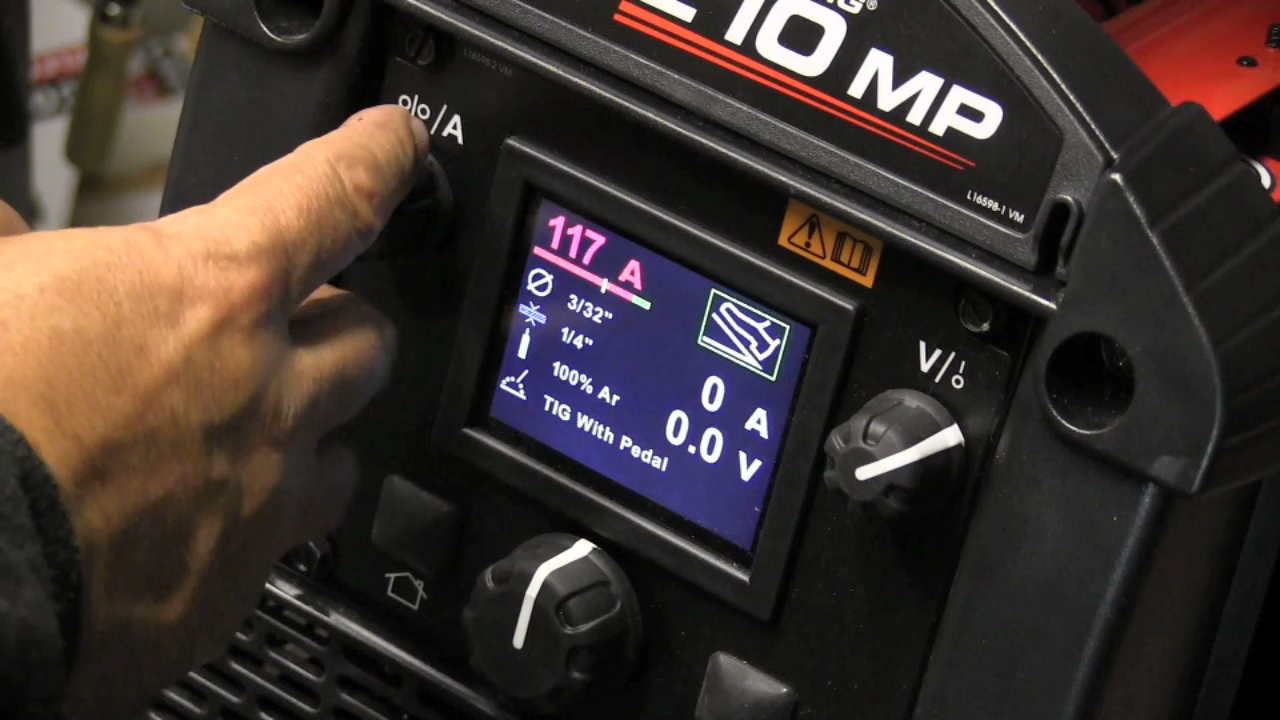 210 MP
L16598-2 VM
/A
L16598-1 VM
117 A
3/32"
1/4"
100% Ar
TIG With Pedal
0 A
0.0 V
V/